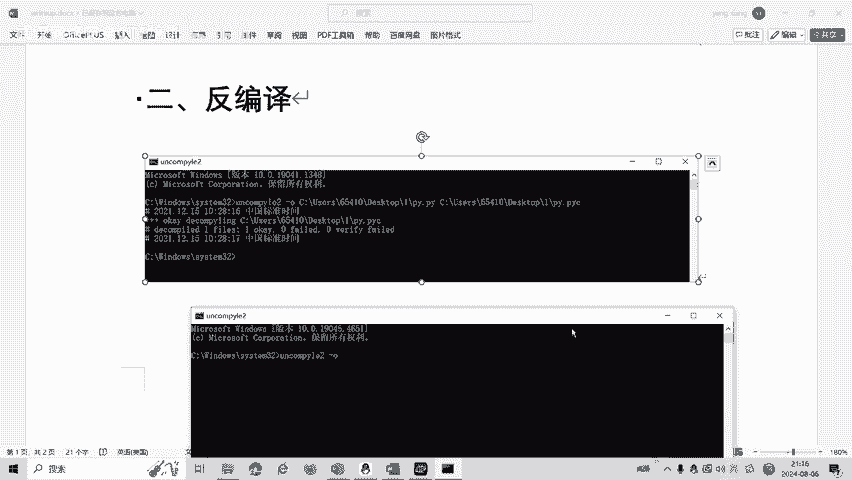 文件 开始 插入 设计 引用 邮件 审阅 视图 PDF工具箱 帮助 百度网盘 图片格式
批注 编辑 共享
二、反编译
uncompyle2
Microsoft Windows [版本 10.0.19041.1348]
(c) Microsoft Corporation。保留所有权利。
C:\Windows\system32>uncompyle2 -o C:\Users\65410\Desktop\1\py.py C:\Users\65410\Desktop\1\py.pyc
# 2021.12.15 10:28:16 中国标准时间
+++ okay decompyling C:\Users\65410\Desktop\1\py.pyc
# decompiled 1 files: 1 okay, 0 failed, 0 verify failed
# 2021.12.15 10:28:17 中国标准时间
C:\Windows\system32>
uncompyle2
Microsoft Windows [版本 10.0.19045.4651]
(c) Microsoft Corporation。保留所有权利。
C:\Windows\system32>uncompyle2 -o
第1页，共2页 21个字 英语(美国) 180%
搜索
21:16
2024-08-06